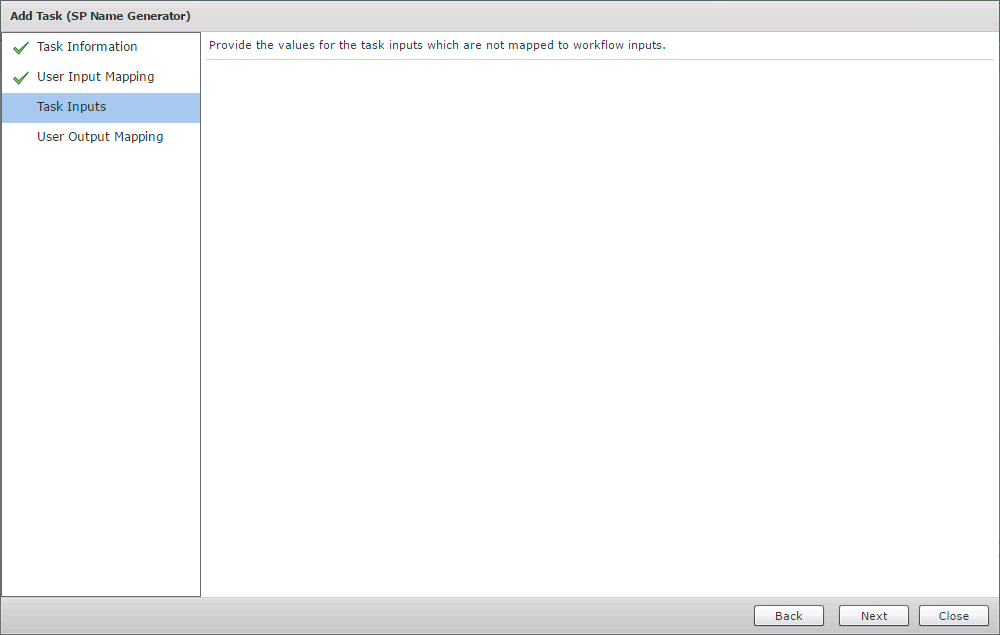 Add Task (SP Name Generator)
Task Information
User Input Mapping
Task Inputs
User Output Mapping
Provide the values for the task inputs which are not mapped to workflow inputs.
Back
Next
Close